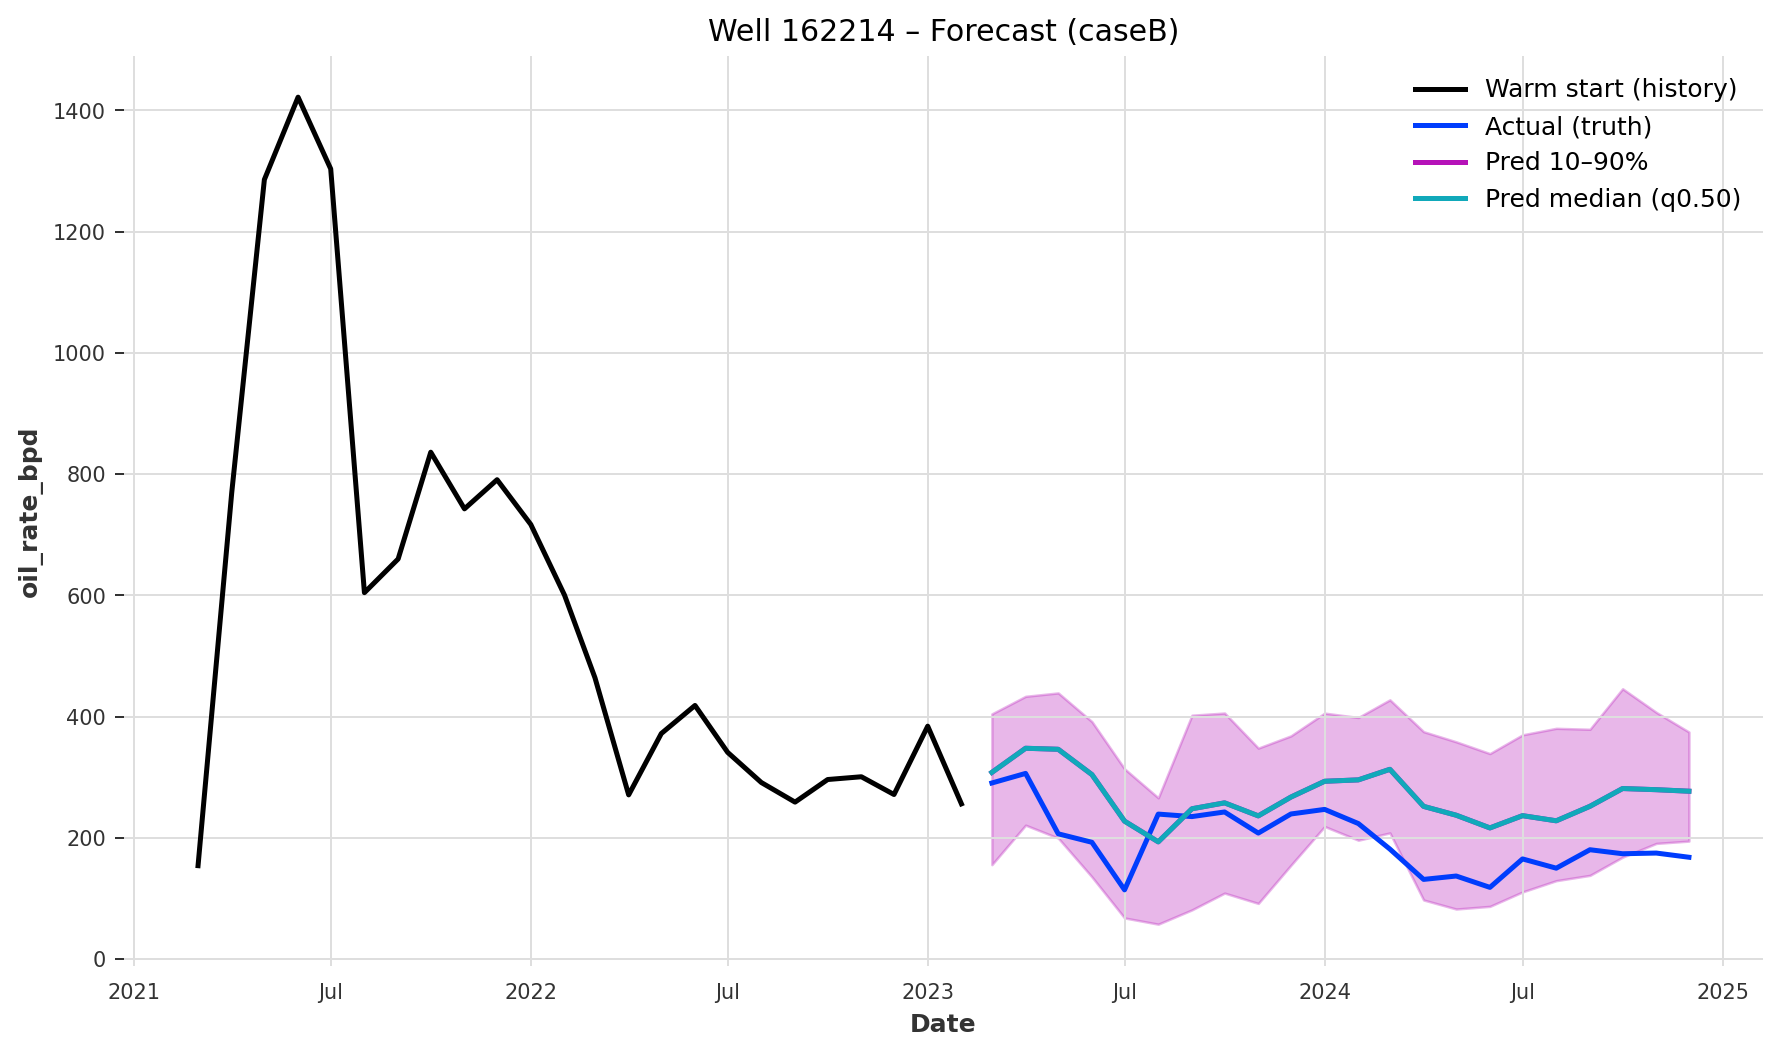 Well 162214 – Forecast (caseB)
Warm start (history)
Actual (truth)
Pred 10–90%
Pred median (q0.50)
oil_rate_bpd
1400
1200
1000
800
600
400
200
0
2021
Jul
2022
Jul
2023
Jul
2024
Jul
2025
Date